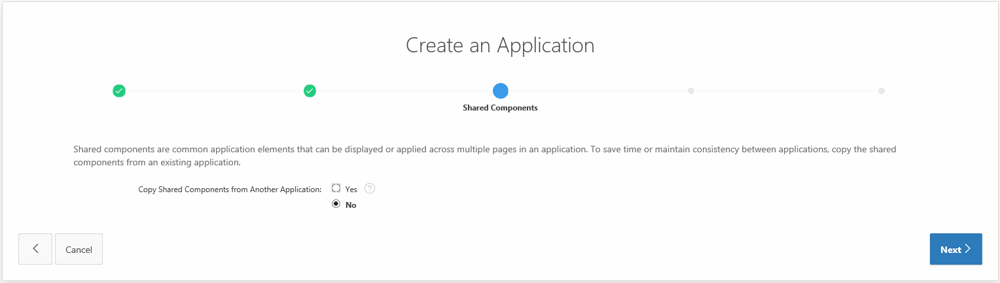 Create an Application
Shared Components
Shared components are common application elements that can be displayed or applied across multiple pages in an application. To save time or maintain consistency between applications, copy the shared
components from an existing application.
Copy Shared Components from Another Application: Yes ?
No
Cancel Next